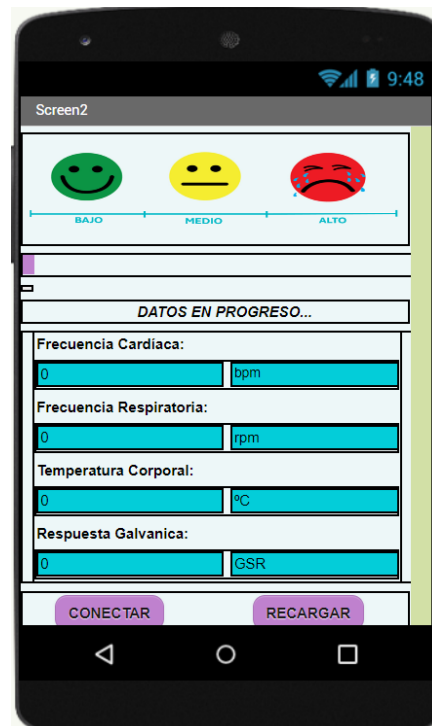 9:48
Screen2
BAJO MEDIO ALTO
DATOS EN PROGRESO...
Frecuencia Cardíaca:
0 bpm
Frecuencia Respiratoria:
0 rpm
Temperatura Corporal:
0 ºC
Respuesta Galvanica:
0 GSR
CONECTAR RECARGAR